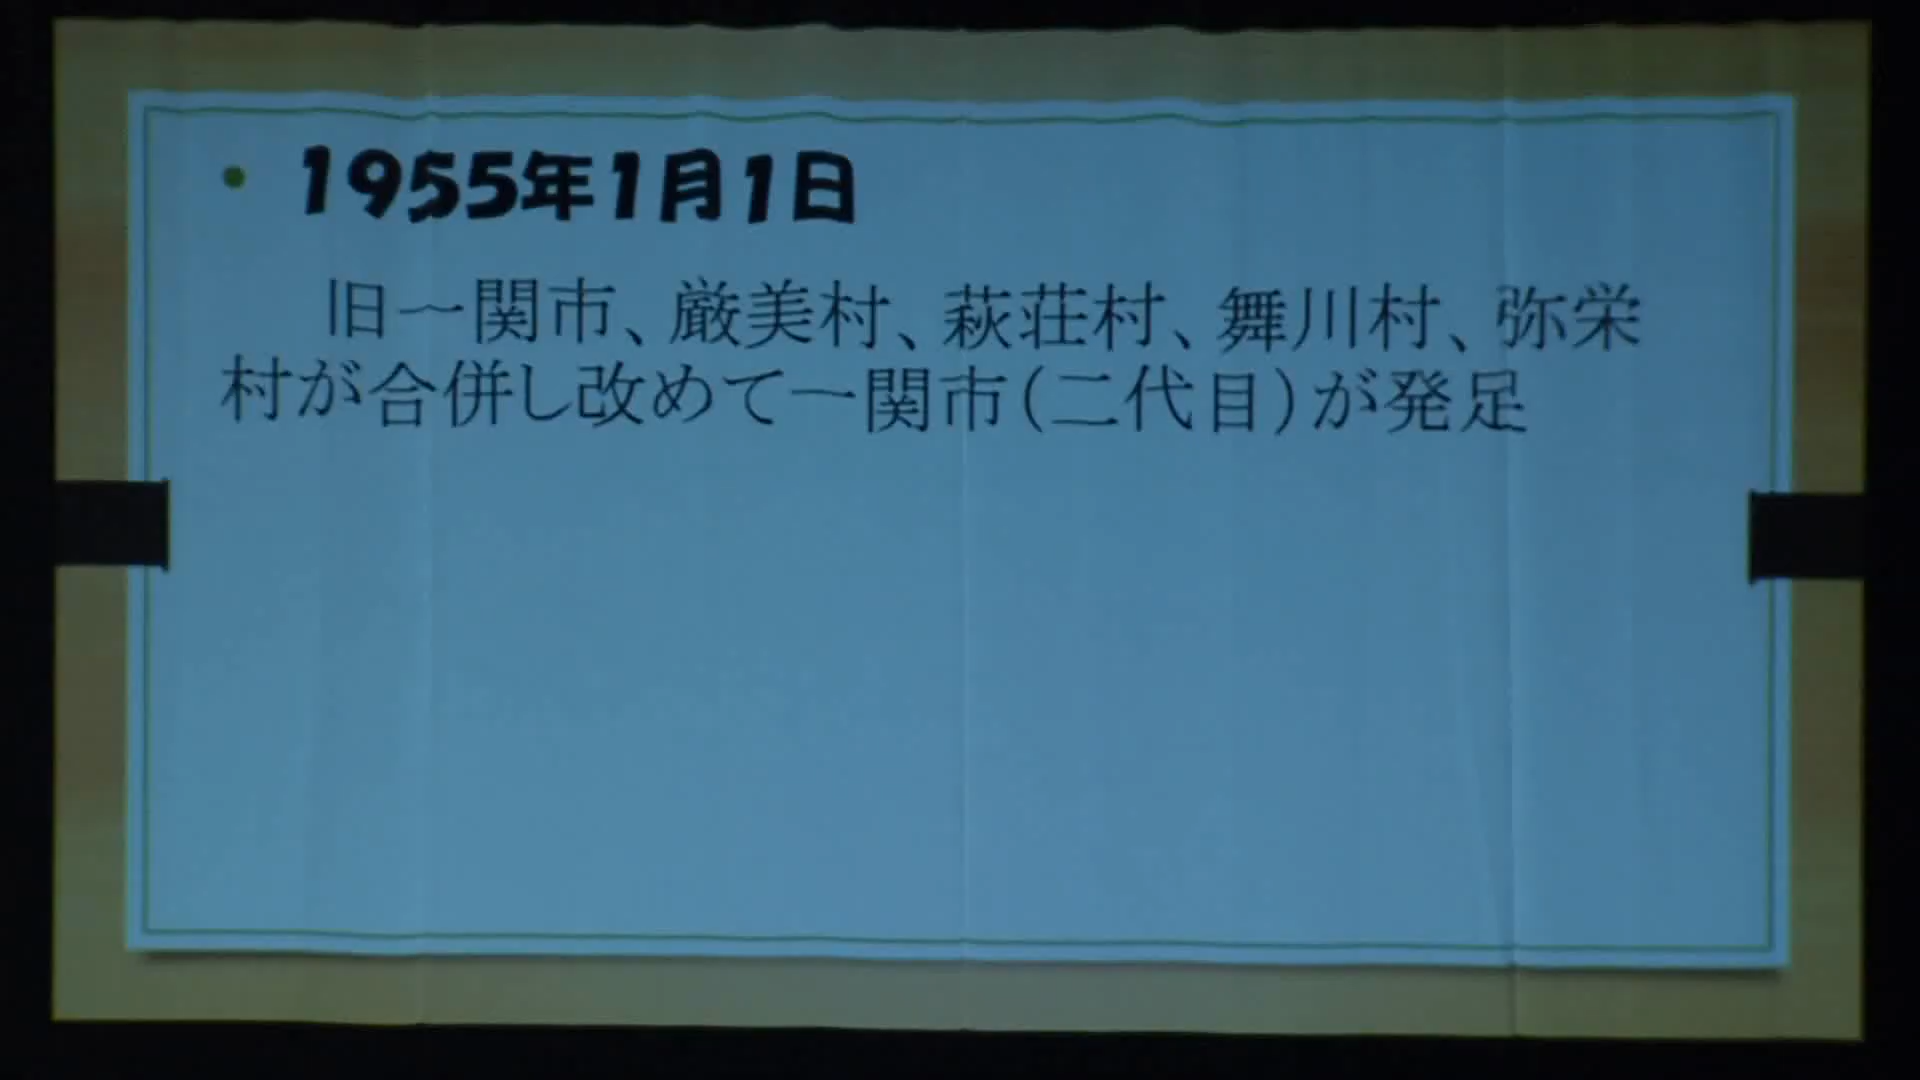 • 1955年1月1日
旧一関市、厳美村、萩荘村、舞川村、弥栄
村が合併し改めて一関市(二代目)が発足